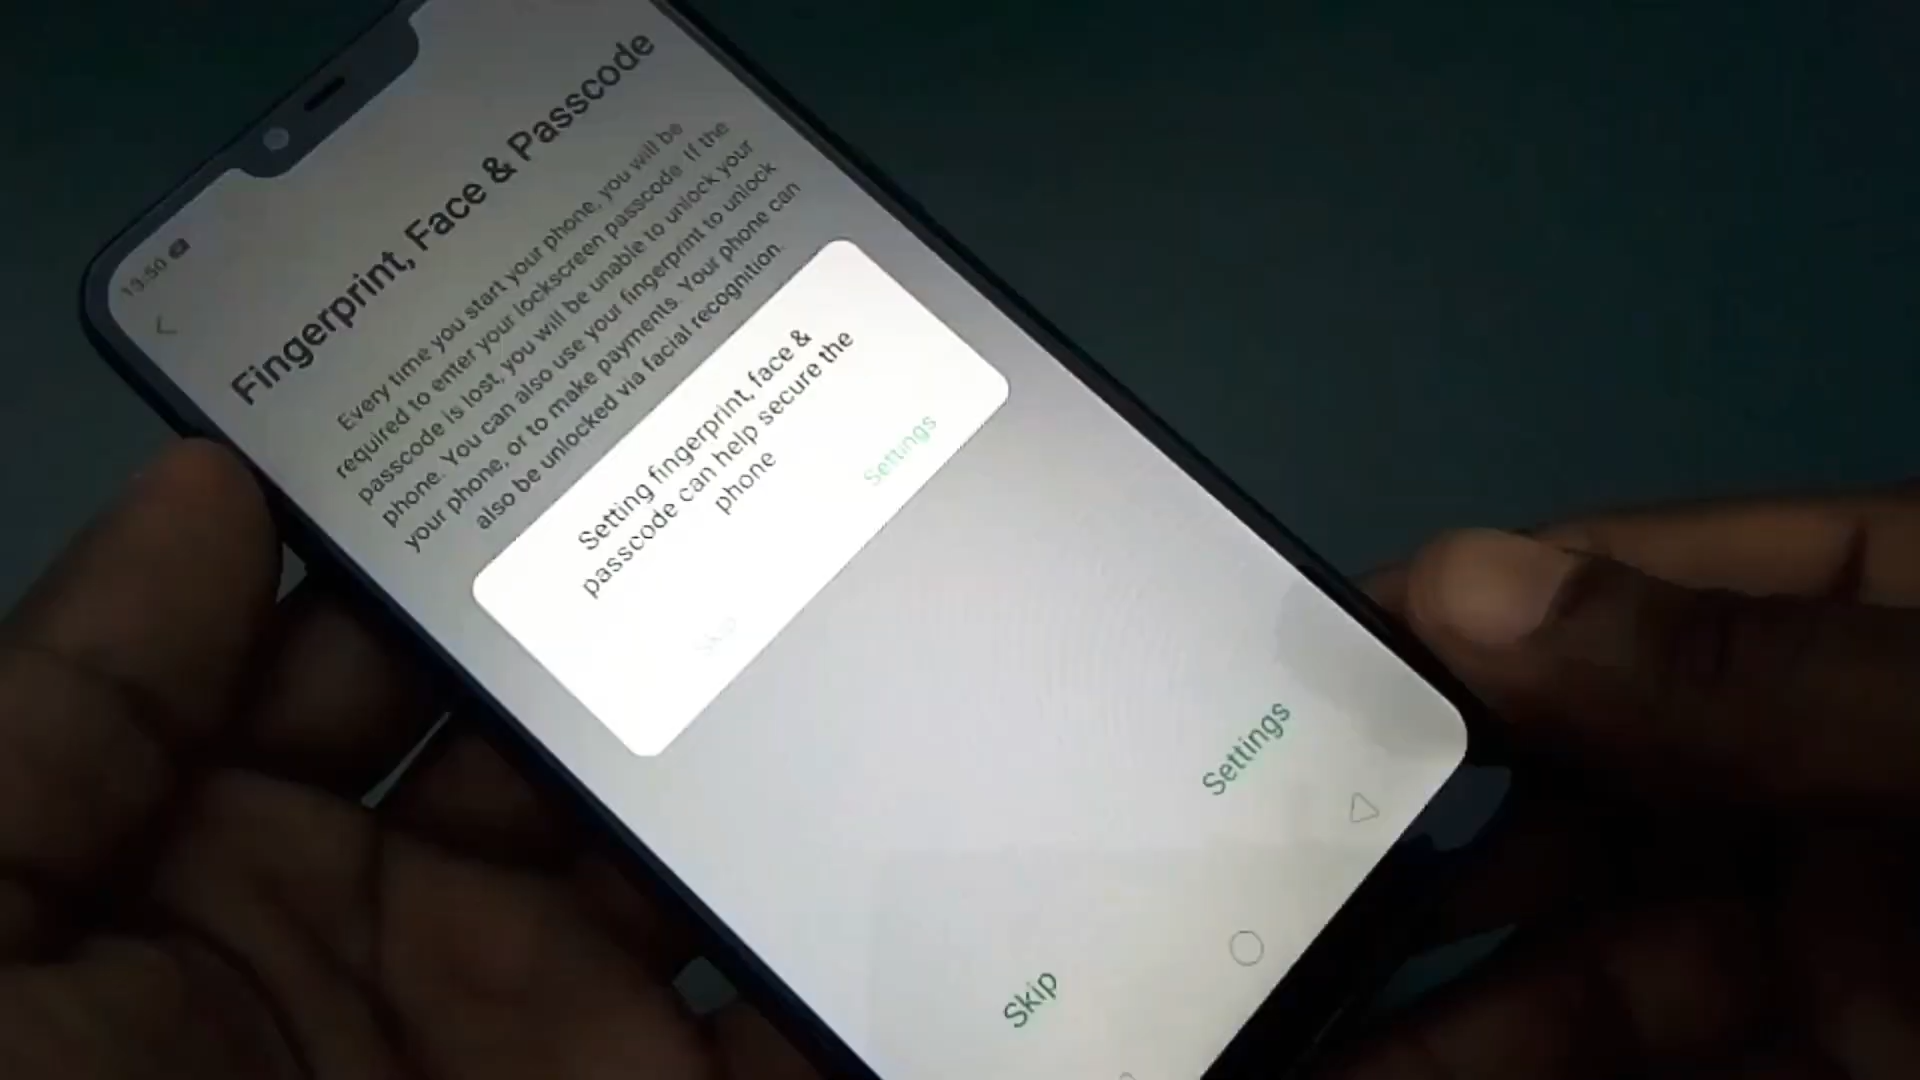 13:50
Fingerprint, Face & Passcode
Every time you start your phone, you will be
required to enter your lockscreen passcode. If the
passcode is lost, you will be unable to unlock your
phone. You can also use your fingerprint to unlock
your phone, or to make payments. Your phone can
also be unlocked via facial recognition.
Setting fingerprint, face &
passcode can help secure the
phone
Skip
Settings
Skip
Settings